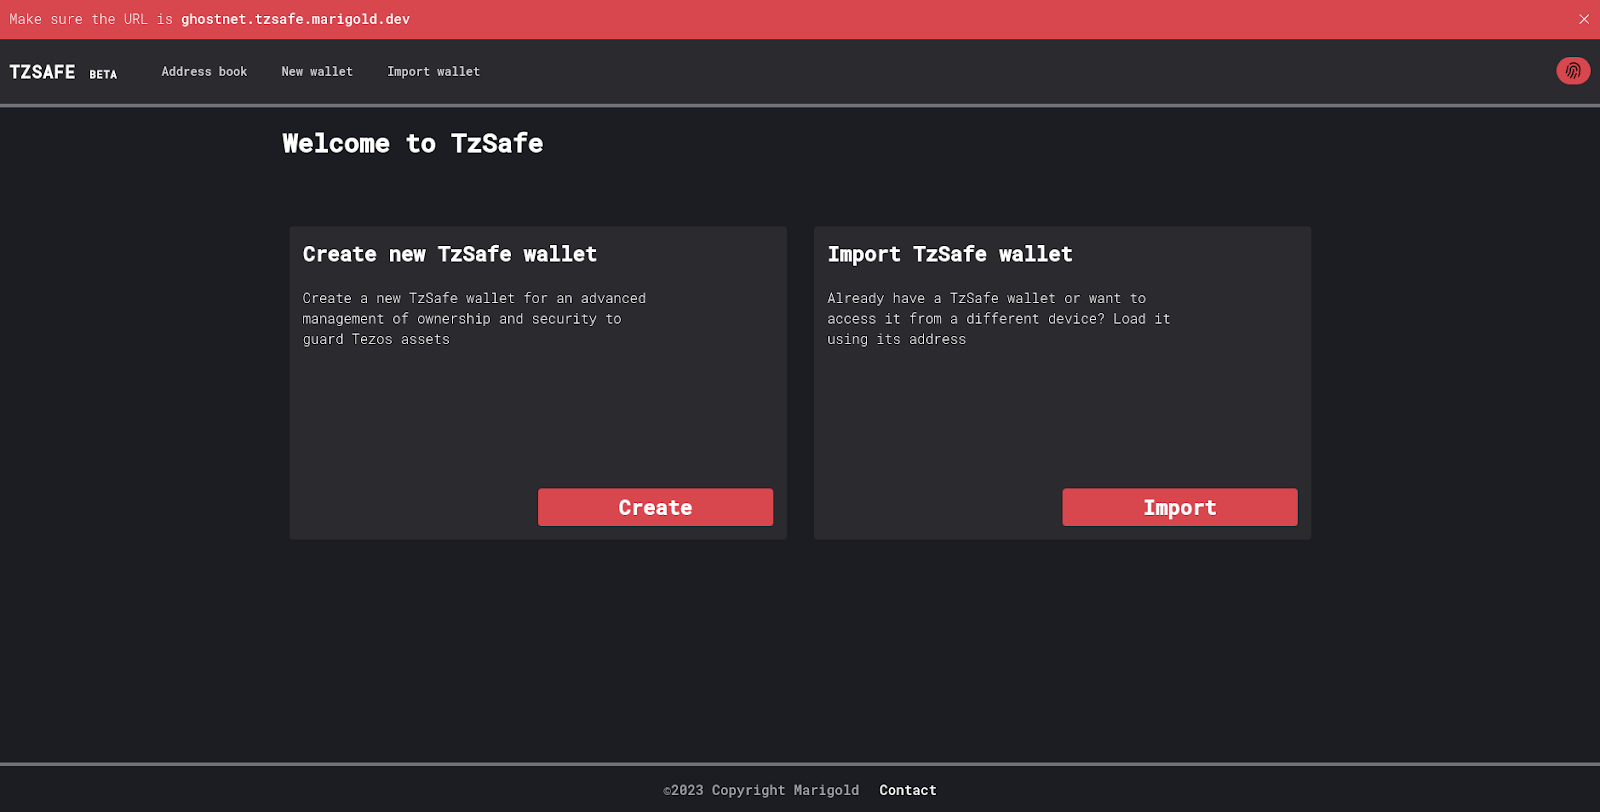 Make sure the URL is ghostnet.tzsafe.marigold.dev
TZSAFE BETA Address book New wallet Import wallet
Welcome to TzSafe
Create new TzSafe wallet
Create a new TzSafe wallet for an advanced
management of ownership and security to
guard Tezos assets
Create
Import TzSafe wallet
Already have a TzSafe wallet or want to
access it from a different device? Load it
using its address
Import
©2023 Copyright Marigold Contact